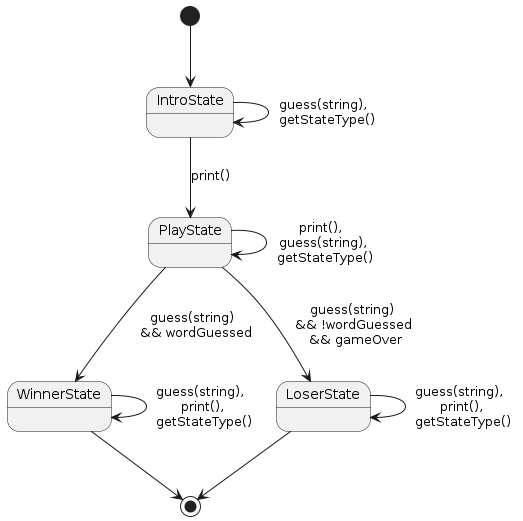 IntroState
guess(string),
getStateType()
print()
PlayState
print(),
guess(string),
getStateType()
guess(string)
&& wordGuessed
guess(string)
&& !wordGuessed
&& gameOver
WinnerState
guess(string),
print(),
getStateType()
LoserState
guess(string),
print(),
getStateType()